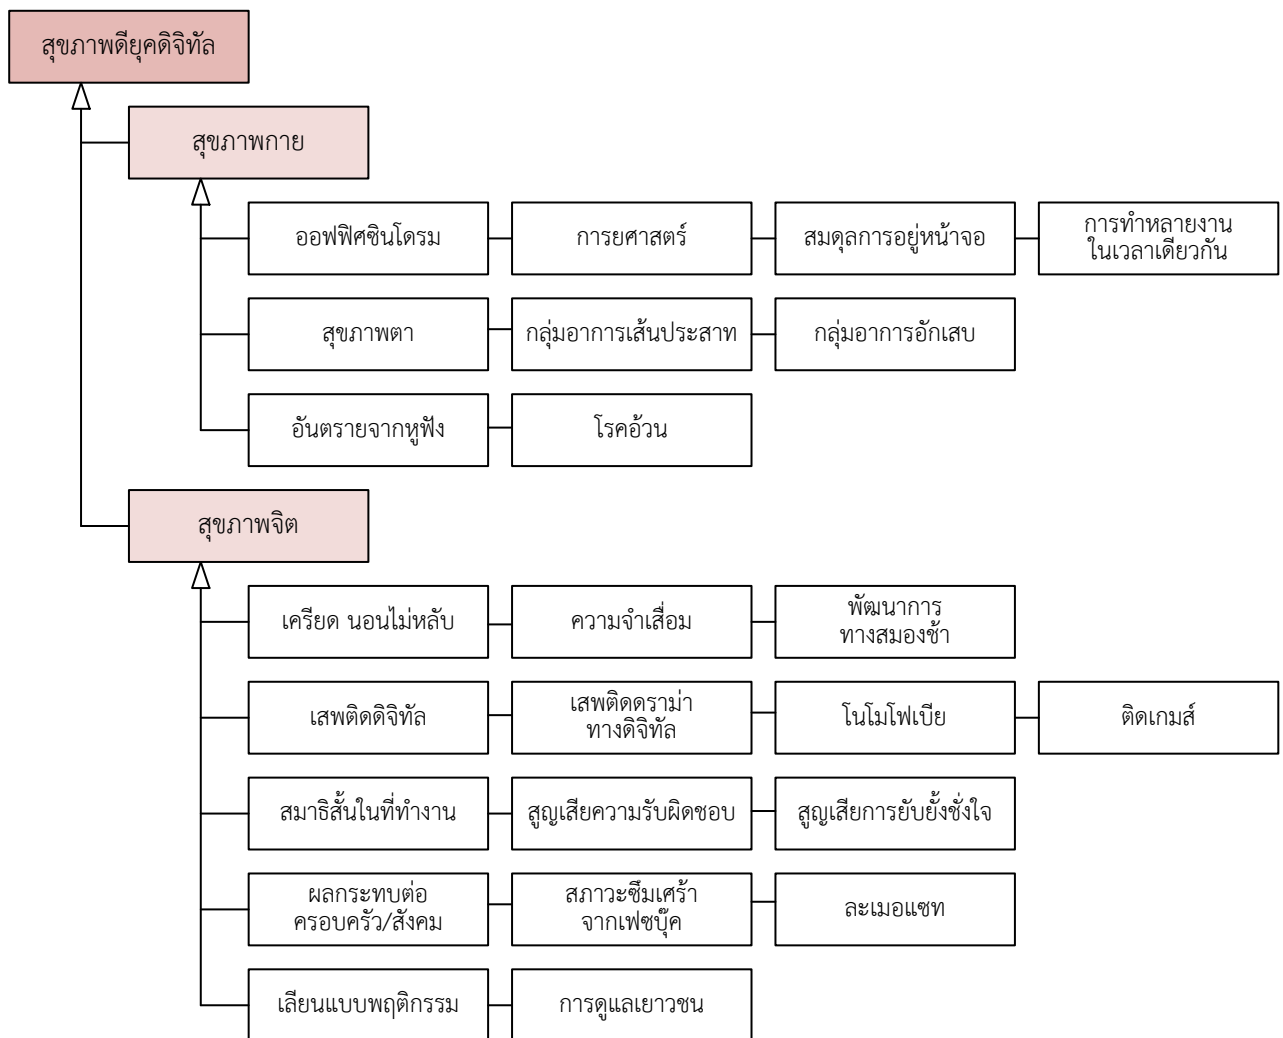 สุขภาพดียุคดิจิทัล
สุขภาพกาย
ออฟฟิศซินโดรม
การยศาสตร์
สมดุลการอยู่หน้าจอ
การทำหลายงาน
ในเวลาเดียวกัน
สุขภาพตา
กลุ่มอาการเส้นประสาท
กลุ่มอาการอักเสบ
อันตรายจากหูฟัง
โรคอ้วน
สุขภาพจิต
เครียด นอนไม่หลับ
ความจำเสื่อม
พัฒนาการ
ทางสมองช้า
เสพติดดิจิทัล
เสพติดดราม่า
ทางดิจิทัล
โนโมโฟเบีย
ติดเกมส์
สมาธิสั้นในที่ทำงาน
สูญเสียความรับผิดชอบ
สูญเสียการยับยั้งชั่งใจ
ผลกระทบต่อ
ครอบครัว/สังคม
สภาวะซึมเศร้า
จากเฟซบุ๊ค
ละเมอแชท
เลียนแบบพฤติกรรม
การดูแลเยาวชน